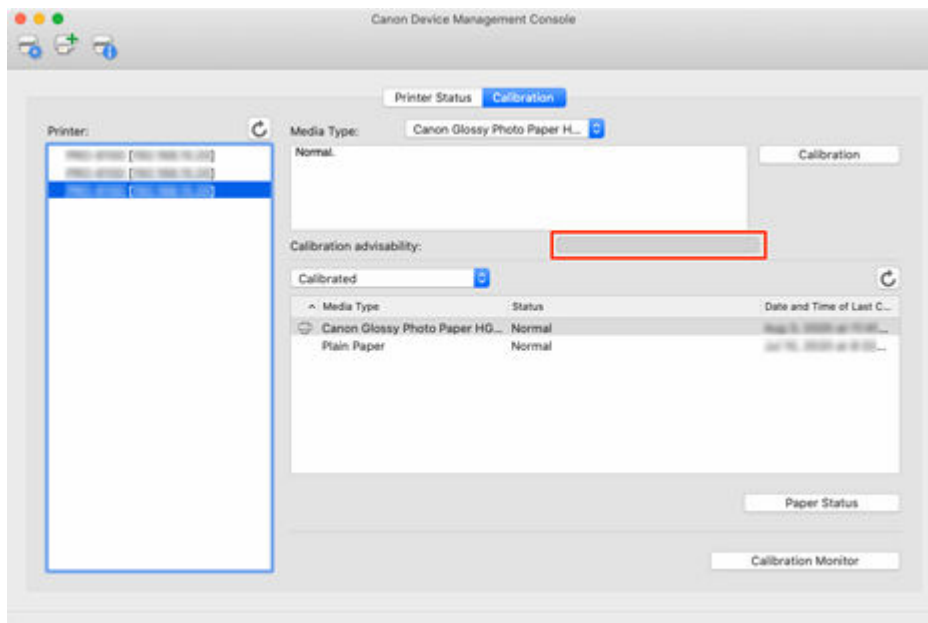 Canon Device Management Console
Printer Status Calibration
Printer:
Media Type: Canon Glossy Photo Paper H...
Normal.
Calibration
Calibration advisability:
Calibrated
Media Type Status Date and Time of Last C...
Canon Glossy Photo Paper HG... Normal
Plain Paper Normal
Paper Status
Calibration Monitor